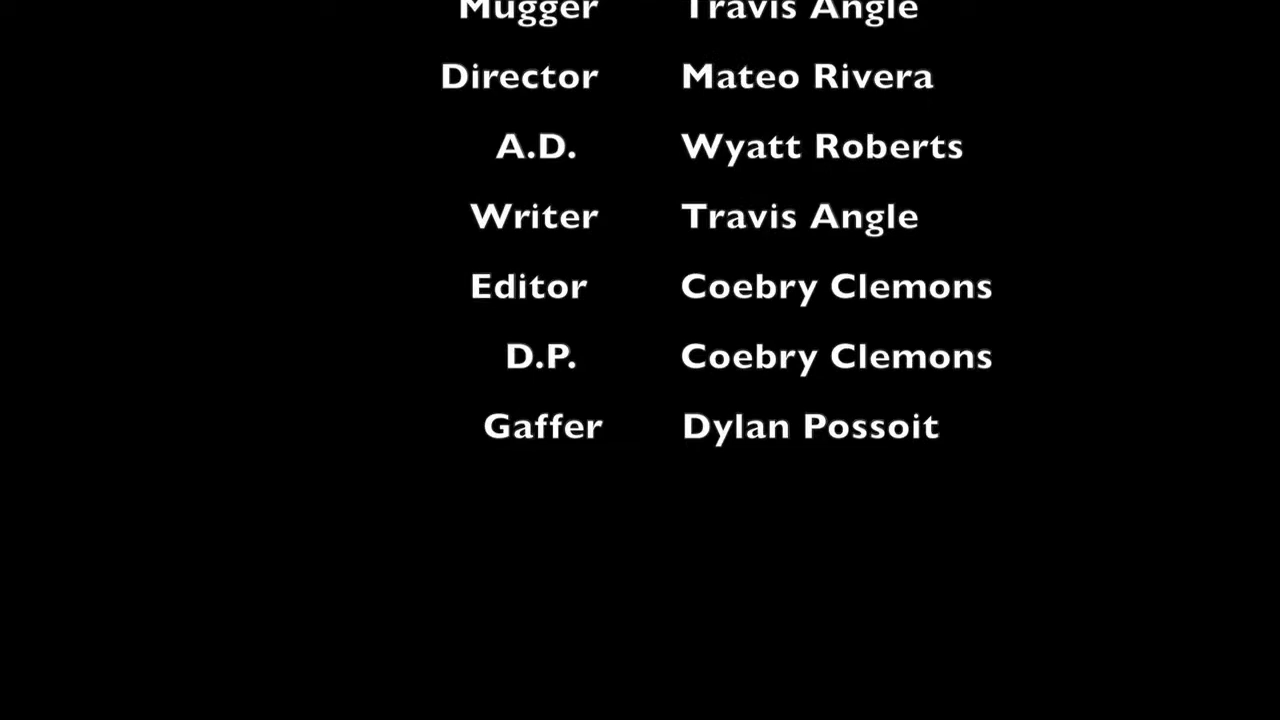 Mugger Travis Angle
Director Mateo Rivera
A.D. Wyatt Roberts
Writer Travis Angle
Editor Coebry Clemons
D.P. Coebry Clemons
Gaffer Dylan Possoit